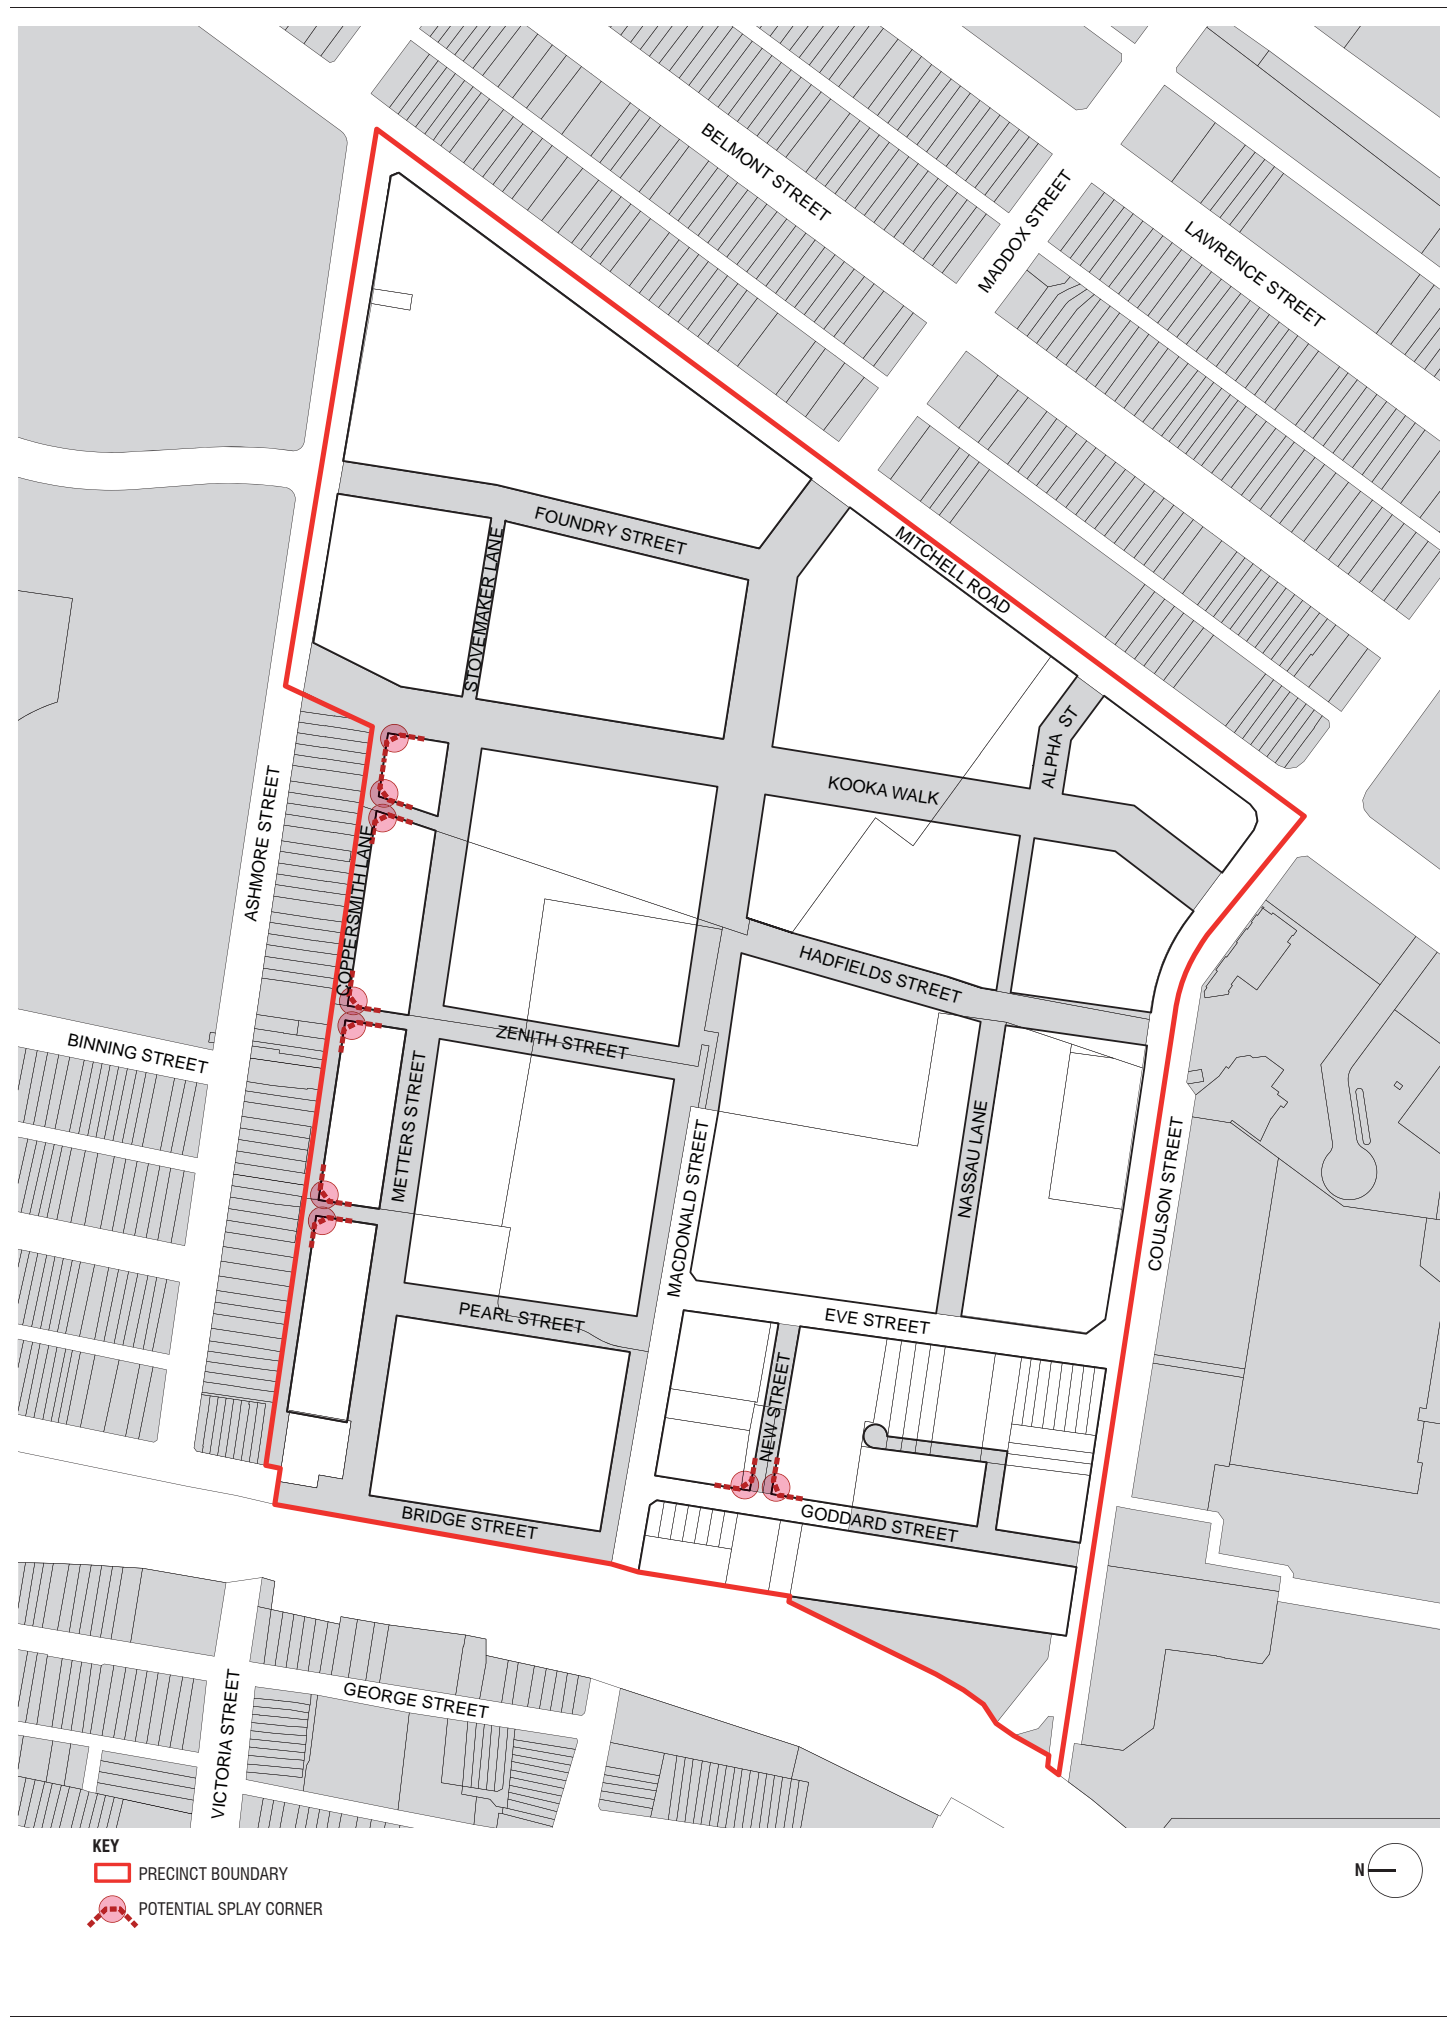 BELMONT STREET
MADDOX STREET
LAWRENCE STREET
FOUNDRY STREET
STOVEMAKER LANE
MITCHELL ROAD
ALPHA ST
KOOKA WALK
ASHMORE STREET
COPPERSMITH LANE
HADFIELDS STREET
ZENITH STREET
BINNING STREET
METTERS STREET
MACDONALD STREET
NASSAU LANE
COULSON STREET
PEARL STREET
EVE STREET
NEW STREET
BRIDGE STREET
GODDARD STREET
GEORGE STREET
VICTORIA STREET
KEY
PRECINCT BOUNDARY
POTENTIAL SPLAY CORNER
N